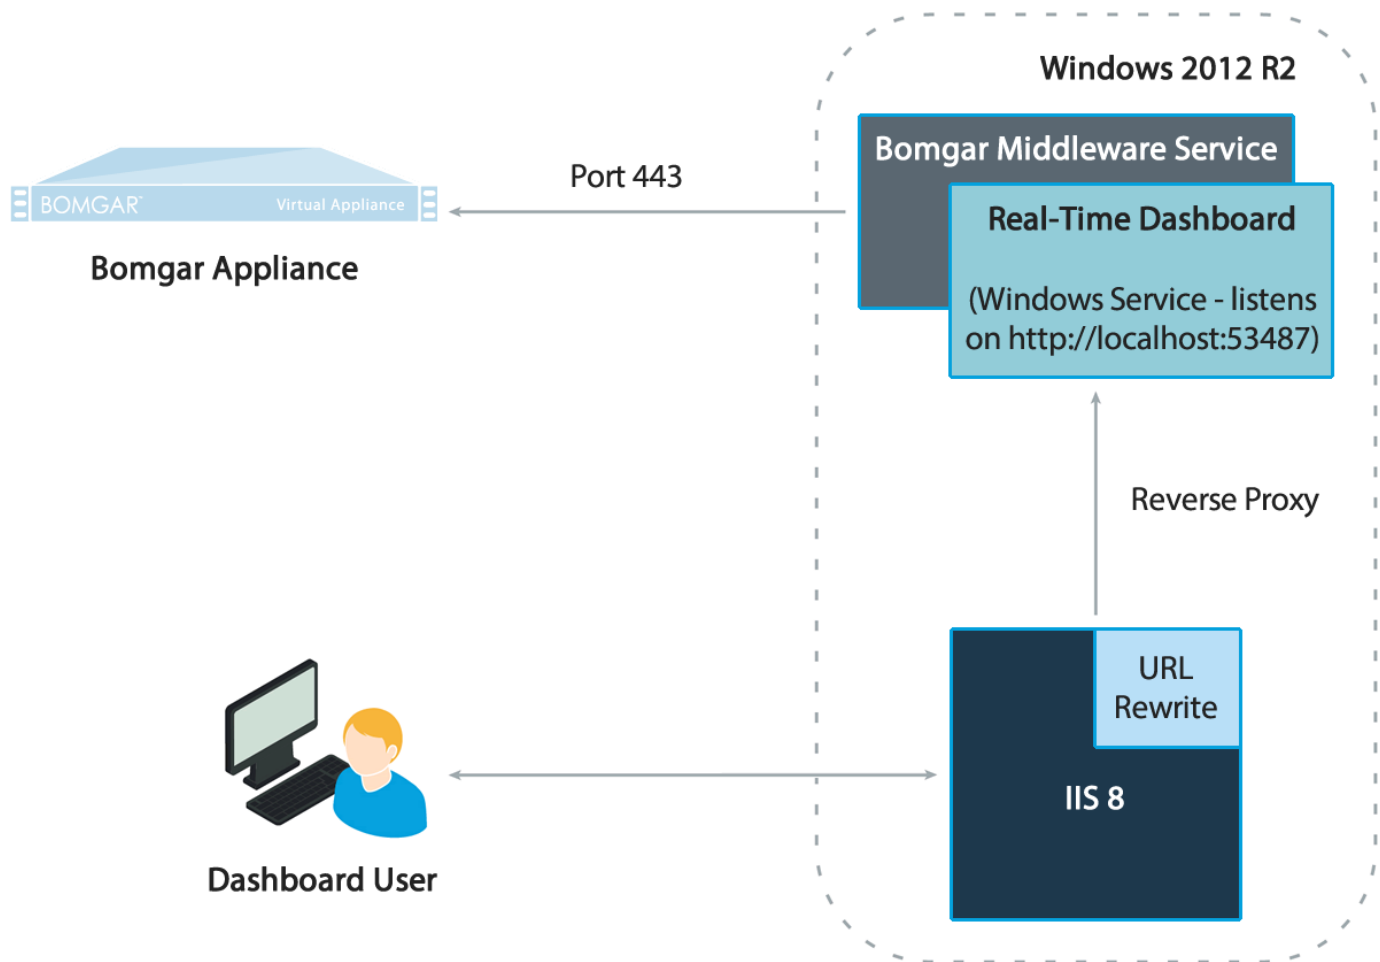 Windows 2012 R2
Bomgar Middleware Service
Port 443
BOMGAR™
Virtual Appliance
Real-Time Dashboard
Bomgar Appliance
(Windows Service - listens
on http://localhost:53487)
Reverse Proxy
URL
Rewrite
IIS 8
Dashboard User